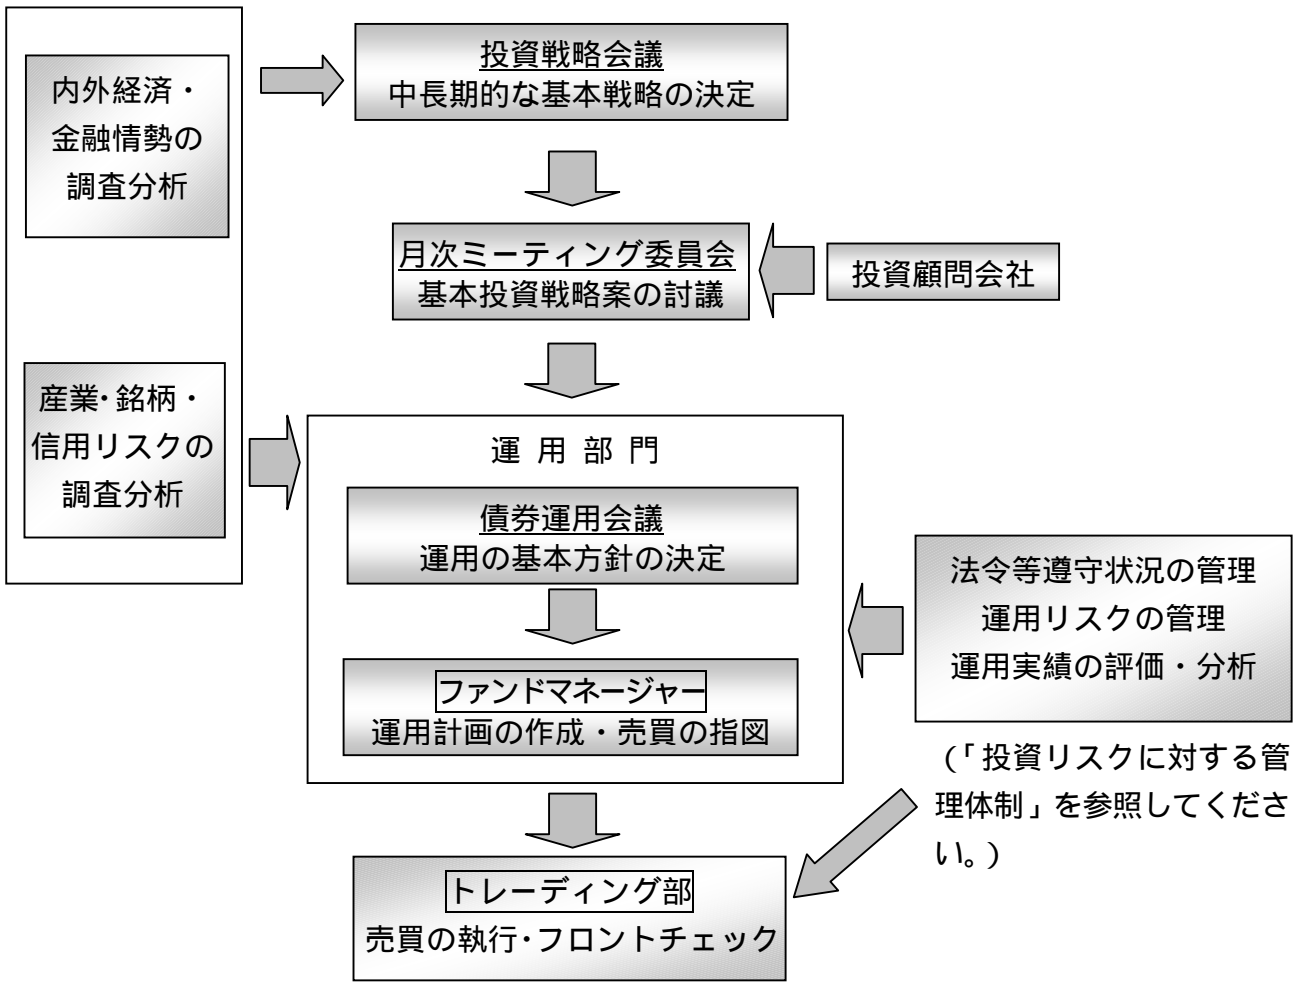 内外経済・
金融情勢の
調査分析
投資戦略会議
中長期的な基本戦略の決定
月次ミーティング委員会
基本投資戦略案の討議
投資顧問会社
産業・銘柄・
信用リスクの
調査分析
運用部門
債券運用会議
運用の基本方針の決定
ファンドマネージャー
運用計画の作成・売買の指図
法令等遵守状況の管理
運用リスクの管理
運用実績の評価・分析
(「投資リスクに対する管
理体制」を参照してくださ
い。)
トレーディング部
売買の執行・フロントチェック